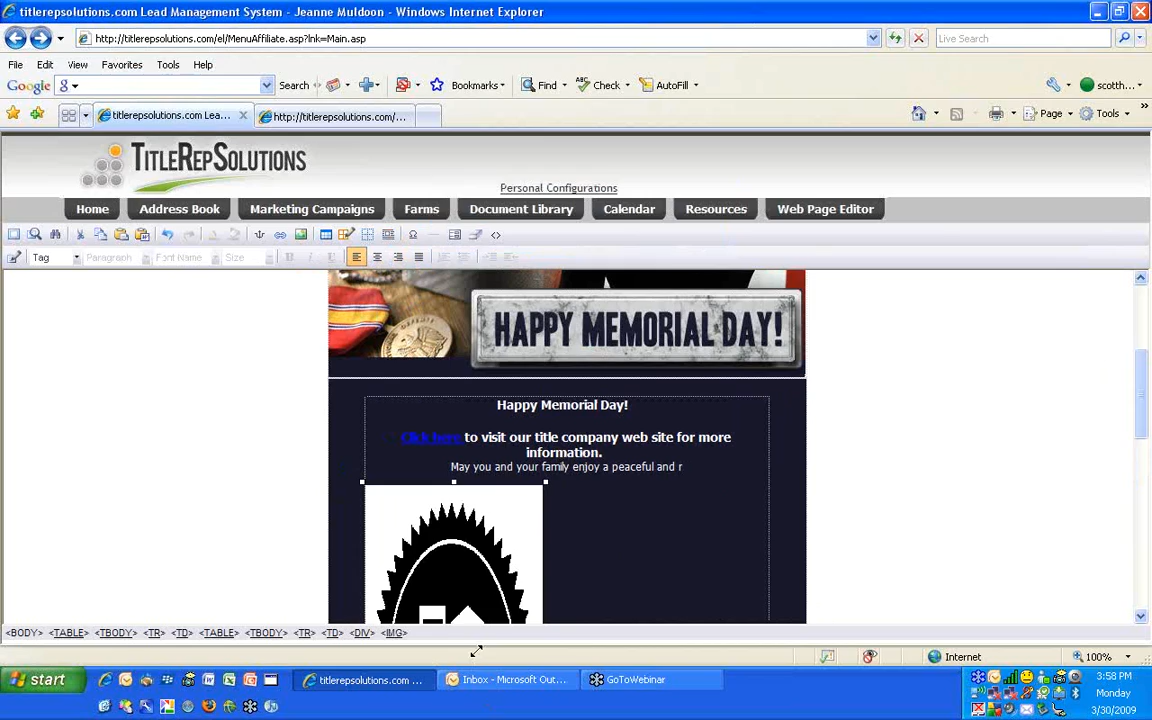 titlerepsolutions.com Lead Management System - Jeanne Muldoon - Windows Internet Explorer
http://titlerepsolutions.com/el/MenuAffiliate.asp?lnk=Main.asp
Live Search
File Edit View Favorites Tools Help
Google Search Bookmarks Find Check AutoFill scotth...
titlerepsolutions.com Lea... http://titlerepsolutions.com/... Page Tools
TITLEREPSOLUTIONS
Personal Configurations
Home Address Book Marketing Campaigns Farms Document Library Calendar Resources Web Page Editor
Tag Paragraph Font Name Size B I U
HAPPY MEMORIAL DAY!
Happy Memorial Day!
Click here to visit our title company web site for more
information.
May you and your family enjoy a peaceful and r
<BODY> <TABLE> <TBODY> <TR> <TD> <TABLE> <TBODY> <TR> <TD> <DIV> <IMG>
Internet 100%
start titlerepsolutions.com ... Inbox - Microsoft Out... GoToWebinar 3:58 PM
Monday
3/30/2009